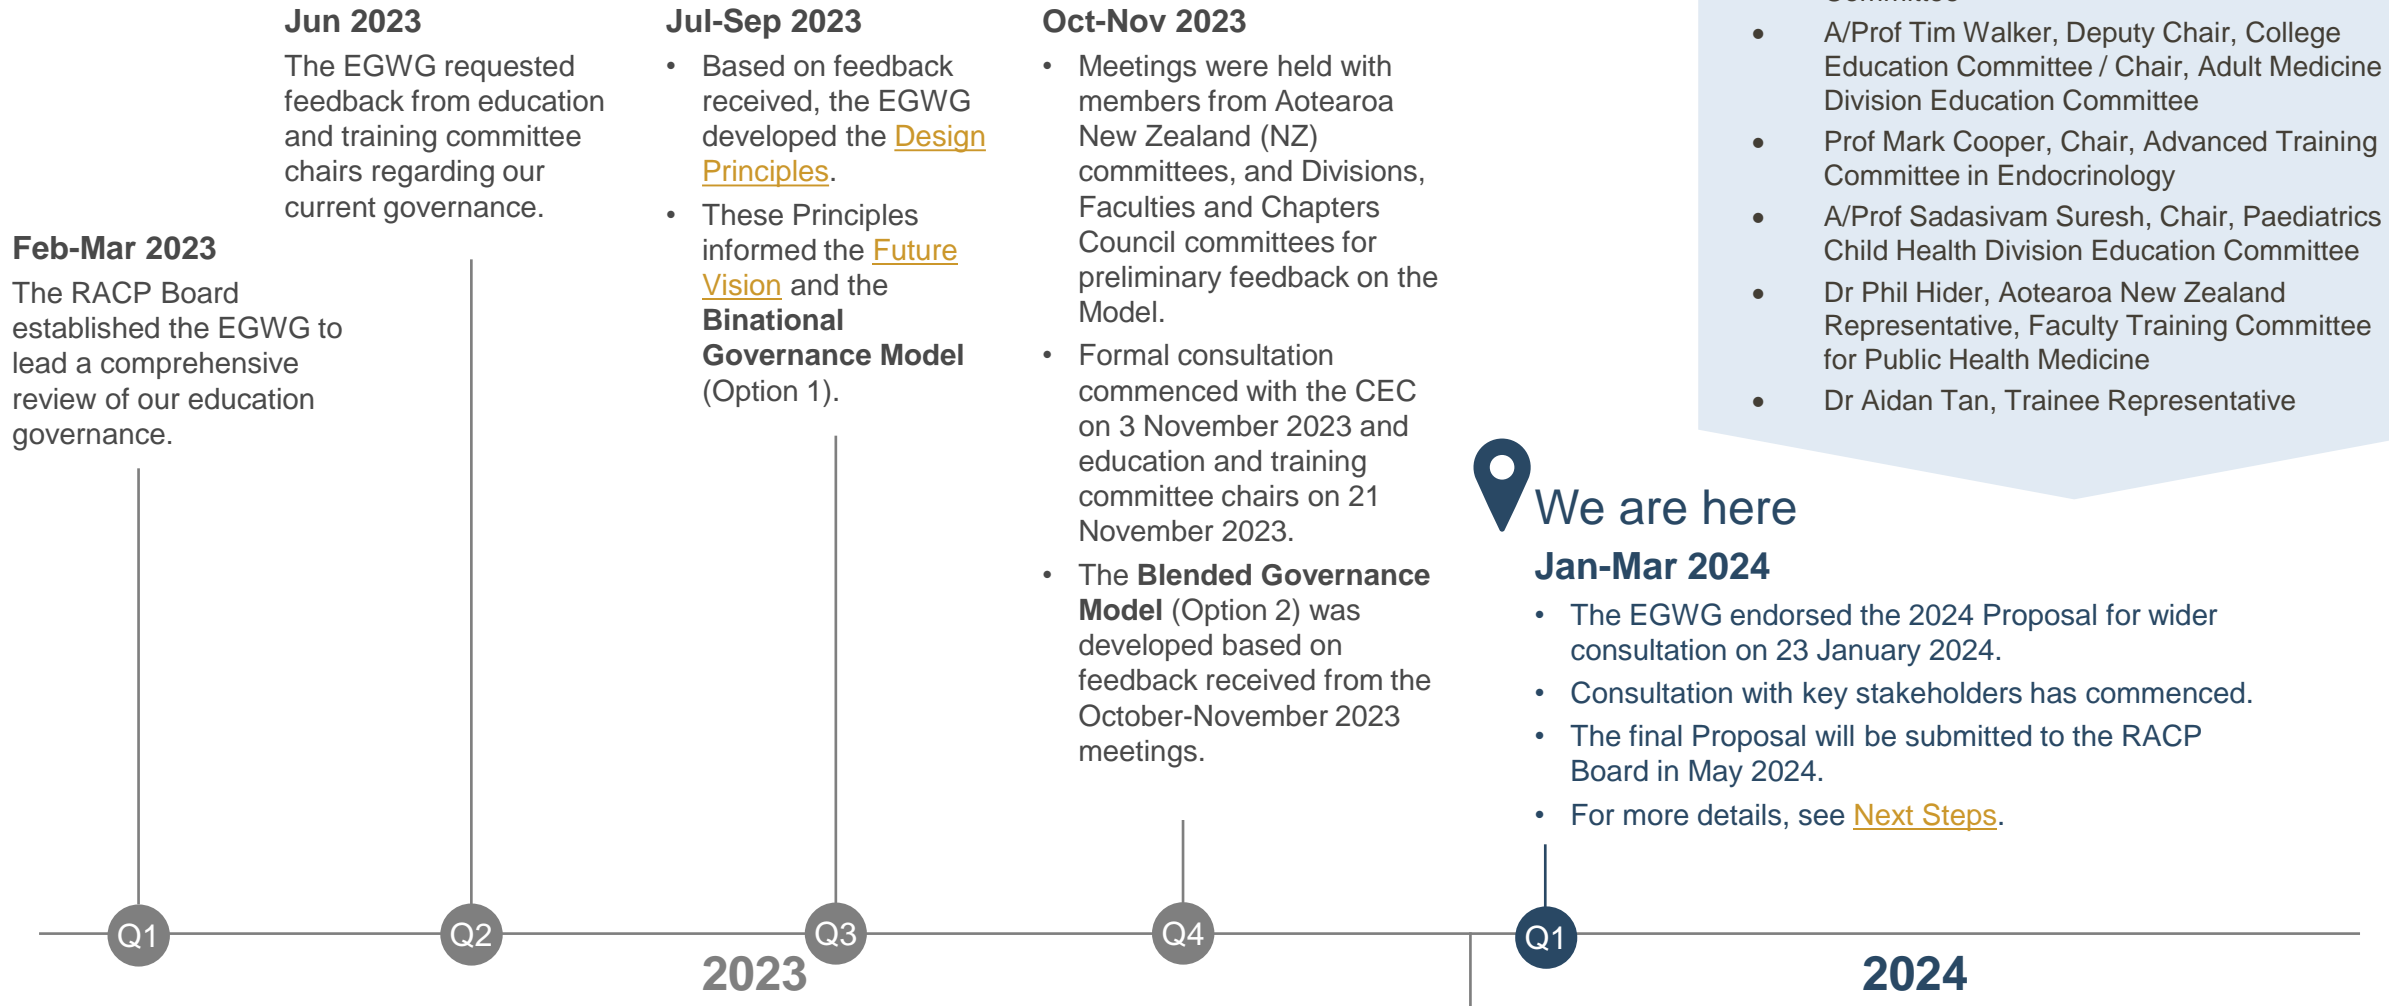 Feb-Mar 2023
The RACP Board
established the EGWG to
lead a comprehensive
review of our education
governance.
Jun 2023
The EGWG requested
feedback from education
and training committee
chairs regarding our
current governance.
Jul-Sep 2023
• Based on feedback
received, the EGWG
developed the Design
Principles.
• These Principles
informed the Future
Vision and the
Binational
Governance Model
(Option 1).
Oct-Nov 2023
• Meetings were held with
members from Aotearoa
New Zealand (NZ)
committees, and Divisions,
Faculties and Chapters
Council committees for
preliminary feedback on the
Model.
• Formal consultation
commenced with the CEC
on 3 November 2023 and
education and training
committee chairs on 21
November 2023.
• The Blended Governance
Model (Option 2) was
developed based on
feedback received from the
October-November 2023
meetings.
Committee
• A/Prof Tim Walker, Deputy Chair, College
Education Committee / Chair, Adult Medicine
Division Education Committee
• Prof Mark Cooper, Chair, Advanced Training
Committee in Endocrinology
• A/Prof Sadasivam Suresh, Chair, Paediatrics
Child Health Division Education Committee
• Dr Phil Hider, Aotearoa New Zealand
Representative, Faculty Training Committee
for Public Health Medicine
• Dr Aidan Tan, Trainee Representative
We are here
Jan-Mar 2024
• The EGWG endorsed the 2024 Proposal for wider
consultation on 23 January 2024.
• Consultation with key stakeholders has commenced.
• The final Proposal will be submitted to the RACP
Board in May 2024.
• For more details, see Next Steps.
Q1
Q2
Q3
Q4
Q1
2023
2024